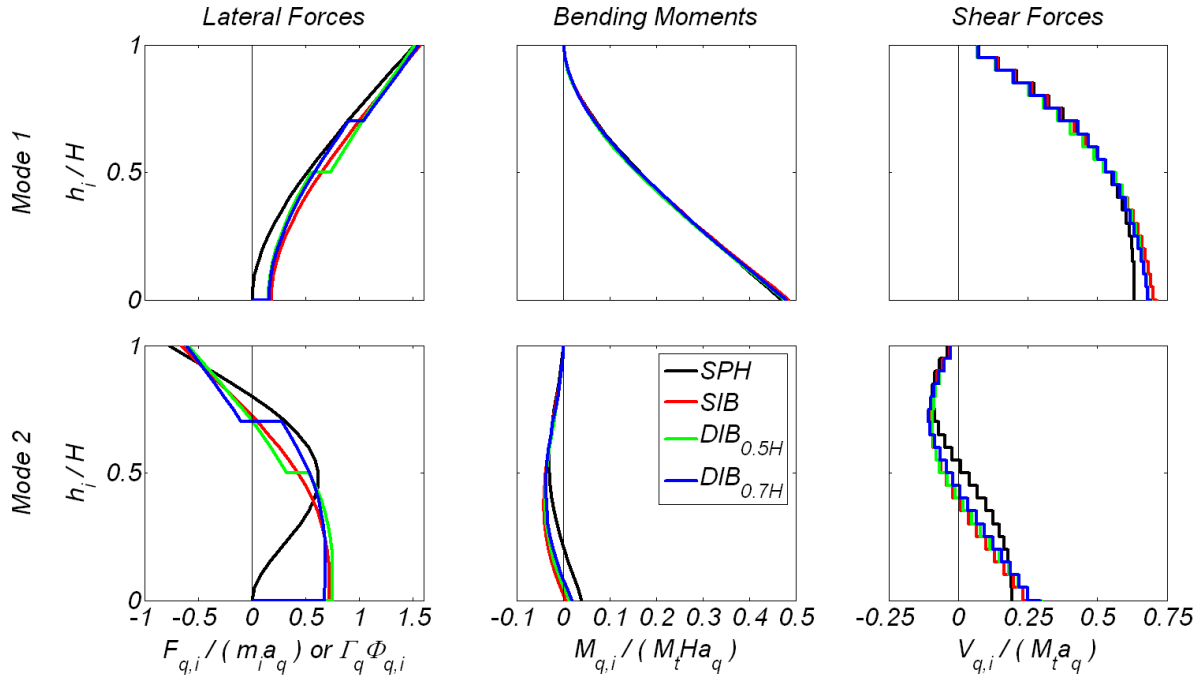 Lateral Forces
Bending Moments
Shear Forces
Mode 1
h_i / H
1
0.5
0
Mode 2
h_i / H
1
0.5
0
SPH
SIB
DIB_0.5H
DIB_0.7H
-1 -0.5 0 0.5 1 1.5
-0.1 0 0.1 0.2 0.3 0.4 0.5
-0.25 0 0.25 0.5 0.75
F_q,i / ( m_i a_q ) or Γ_q Φ_q,i
M_q,i / ( M_t H a_q )
V_q,i / ( M_t a_q )